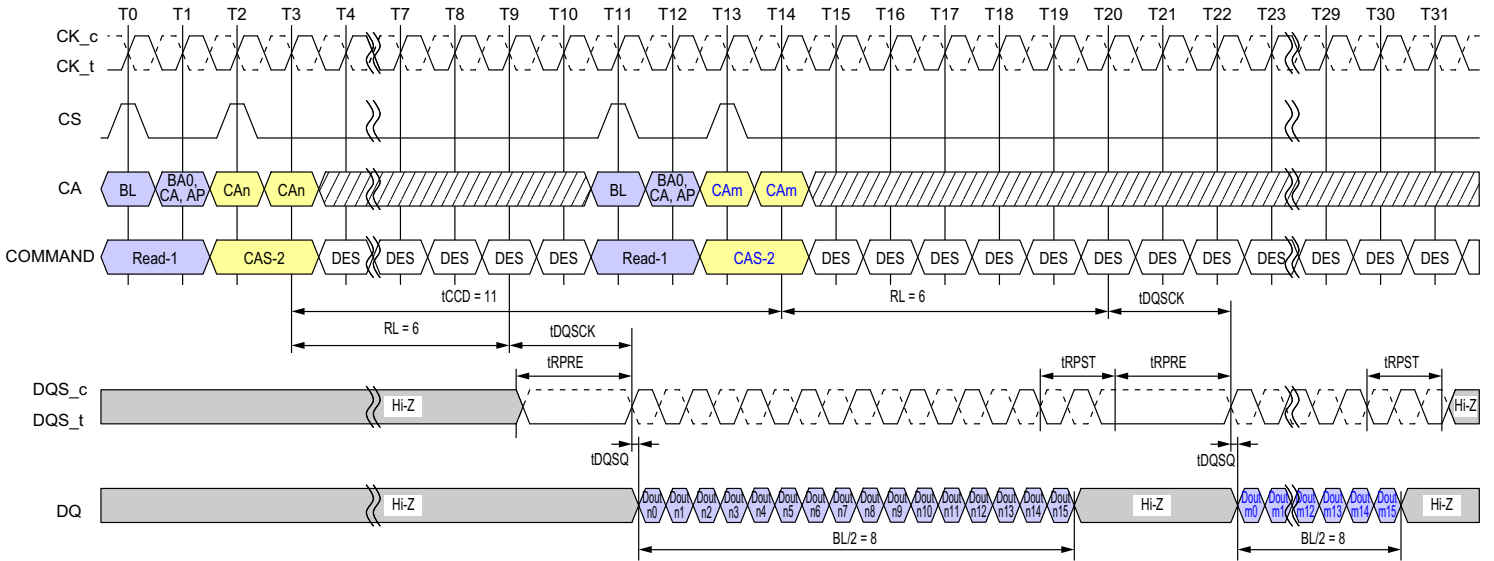 T0 T1 T2 T3 T4 T7 T8 T9 T10 T11 T12 T13 T14 T15 T16 T17 T18 T19 T20 T21 T22 T23 T29 T30 T31
CK_c
CK_t
CS
CA BL BA0, CA, AP CAn CAn BL BA0, CA, AP CAm CAm
COMMAND Read-1 CAS-2 DES DES DES DES DES Read-1 CAS-2 DES DES DES DES DES DES DES DES DES DES DES DES
tCCD = 11 RL = 6 tDQSCK
RL = 6 tDQSCK
tRPRE tRPST tRPRE tRPST
DQS_c
DQS_t
Hi-Z Hi-Z
tDQSQ tDQSQ
DQ Hi-Z Dout n0 Dout n1 Dout n2 Dout n3 Dout n4 Dout n5 Dout n6 Dout n7 Dout n8 Dout n9 Dout n10 Dout n11 Dout n12 Dout n13 Dout n14 Dout n15 Hi-Z Dout m0 Dout m1 Dout m12 Dout m13 Dout m14 Dout m15 Hi-Z
BL/2 = 8 BL/2 = 8